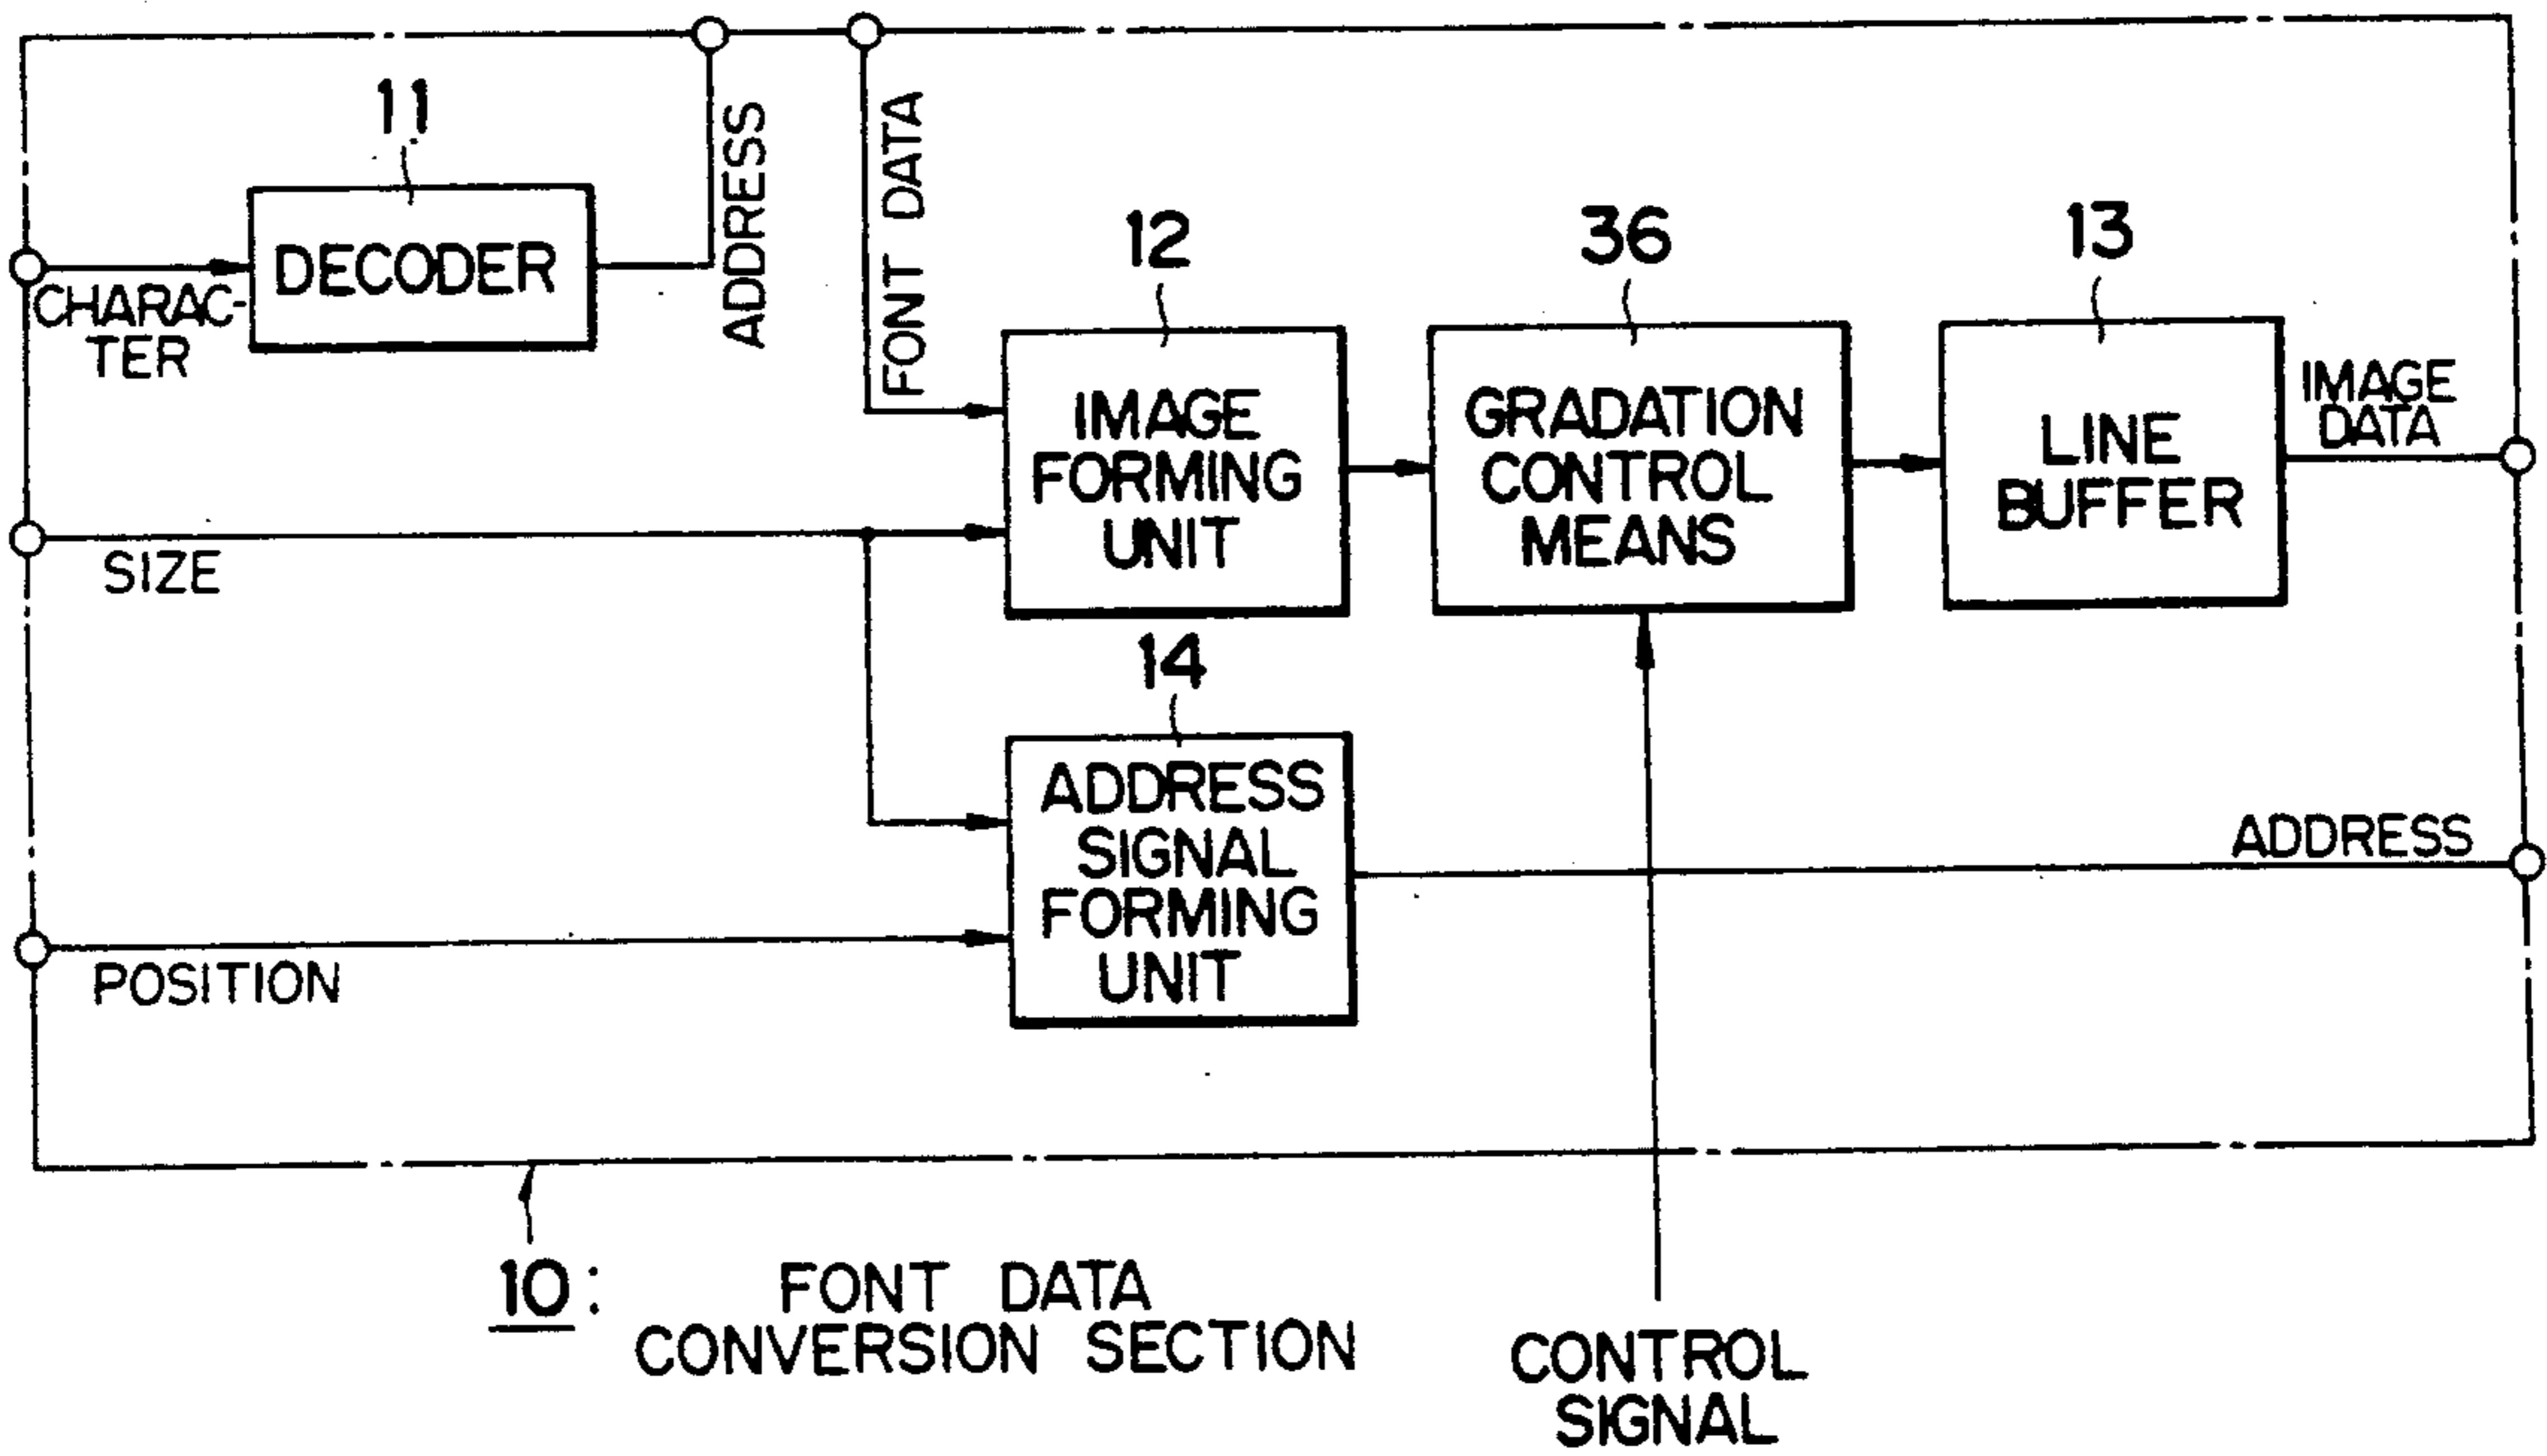 11
DECODER
CHARAC-
TER
ADDRESS
FONT DATA
12
IMAGE
FORMING
UNIT
36
GRADATION
CONTROL
MEANS
13
LINE
BUFFER
IMAGE
DATA
SIZE
14
ADDRESS
SIGNAL
FORMING
UNIT
ADDRESS
POSITION
10: FONT DATA
CONVERSION SECTION
CONTROL
SIGNAL